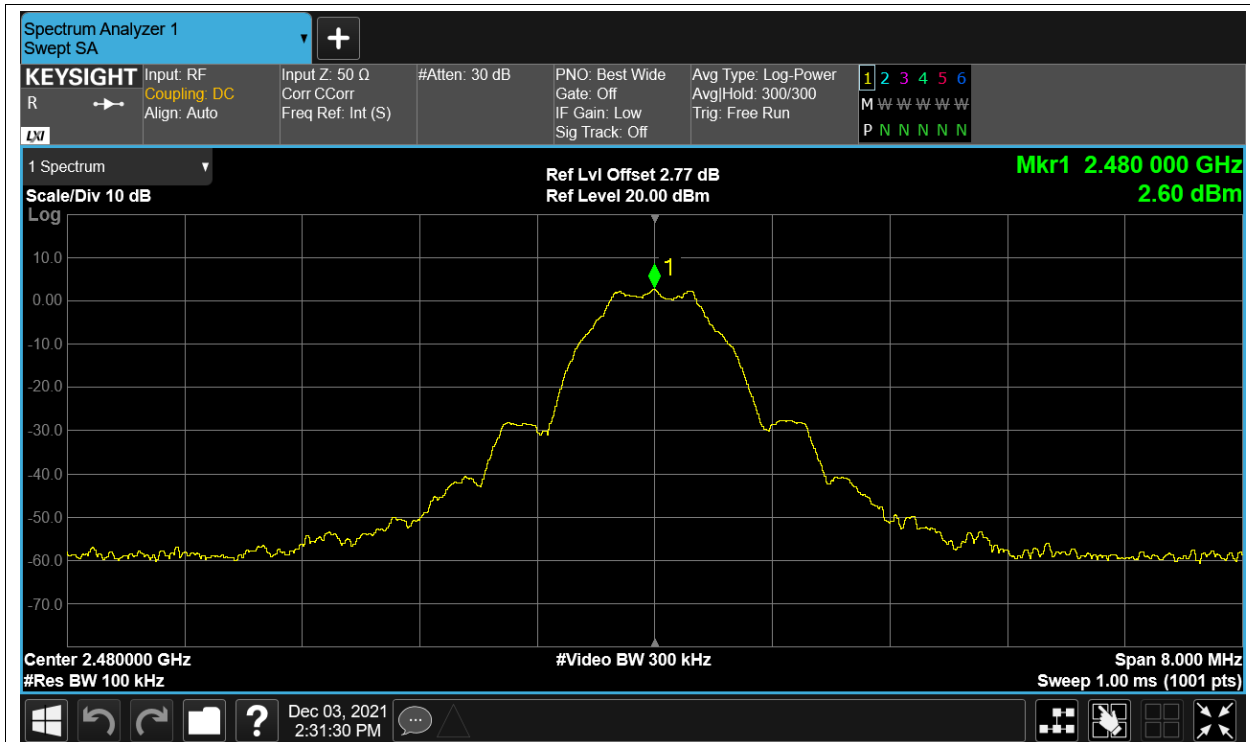 Spectrum Analyzer 1
Swept SA
+
KEYSIGHT
R
LXI
Input: RF
Coupling: DC
Align: Auto
Input Z: 50 Ω
Corr CCorr
Freq Ref: Int (S)
#Atten: 30 dB
PNO: Best Wide
Gate: Off
IF Gain: Low
Sig Track: Off
Avg Type: Log-Power
Avg|Hold: 300/300
Trig: Free Run
1 2 3 4 5 6
M W W W W W
P N N N N N
1 Spectrum
Scale/Div 10 dB
Ref Lvl Offset 2.77 dB
Ref Level 20.00 dBm
Mkr1 2.480 000 GHz
2.60 dBm
Log
10.0
0.00
-10.0
-20.0
-30.0
-40.0
-50.0
-60.0
-70.0
1
Center 2.480000 GHz
#Res BW 100 kHz
#Video BW 300 kHz
Span 8.000 MHz
Sweep 1.00 ms (1001 pts)
?
Dec 03, 2021
2:31:30 PM